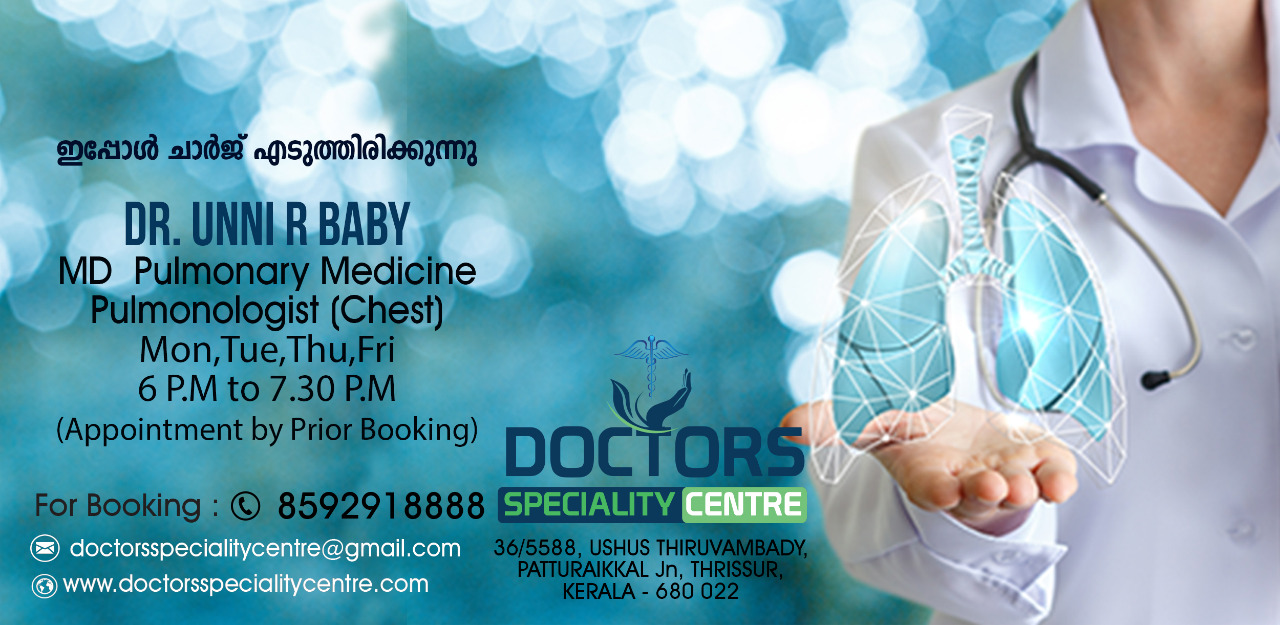 ഇപ്പോൾ ചാർജ് എടുത്തിരിക്കുന്നു
DR. UNNI R BABY
MD Pulmonary Medicine
Pulmonologist (Chest)
Mon,Tue,Thu,Fri
6 P.M to 7.30 P.M
(Appointment by Prior Booking)
For Booking : 8592918888
doctorsspecialitycentre@gmail.com
www.doctorsspecialitycentre.com
DOCTORS
SPECIALITY CENTRE
36/5588, USHUS THIRUVAMBADY,
PATTURAIKKAL Jn, THRISSUR,
KERALA - 680 022